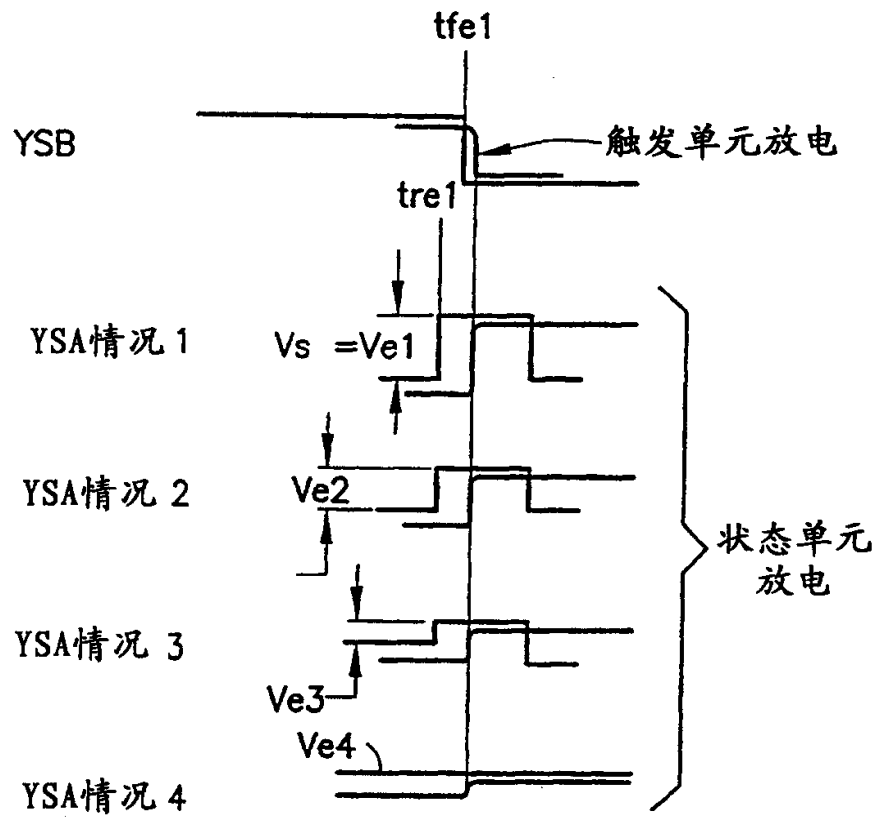 tfe1
YSB
触发单元放电
tre1
YSA情况 1
Vs =Ve1
YSA情况 2
Ve2
状态单元
放电
YSA情况 3
Ve3
Ve4
YSA情况 4